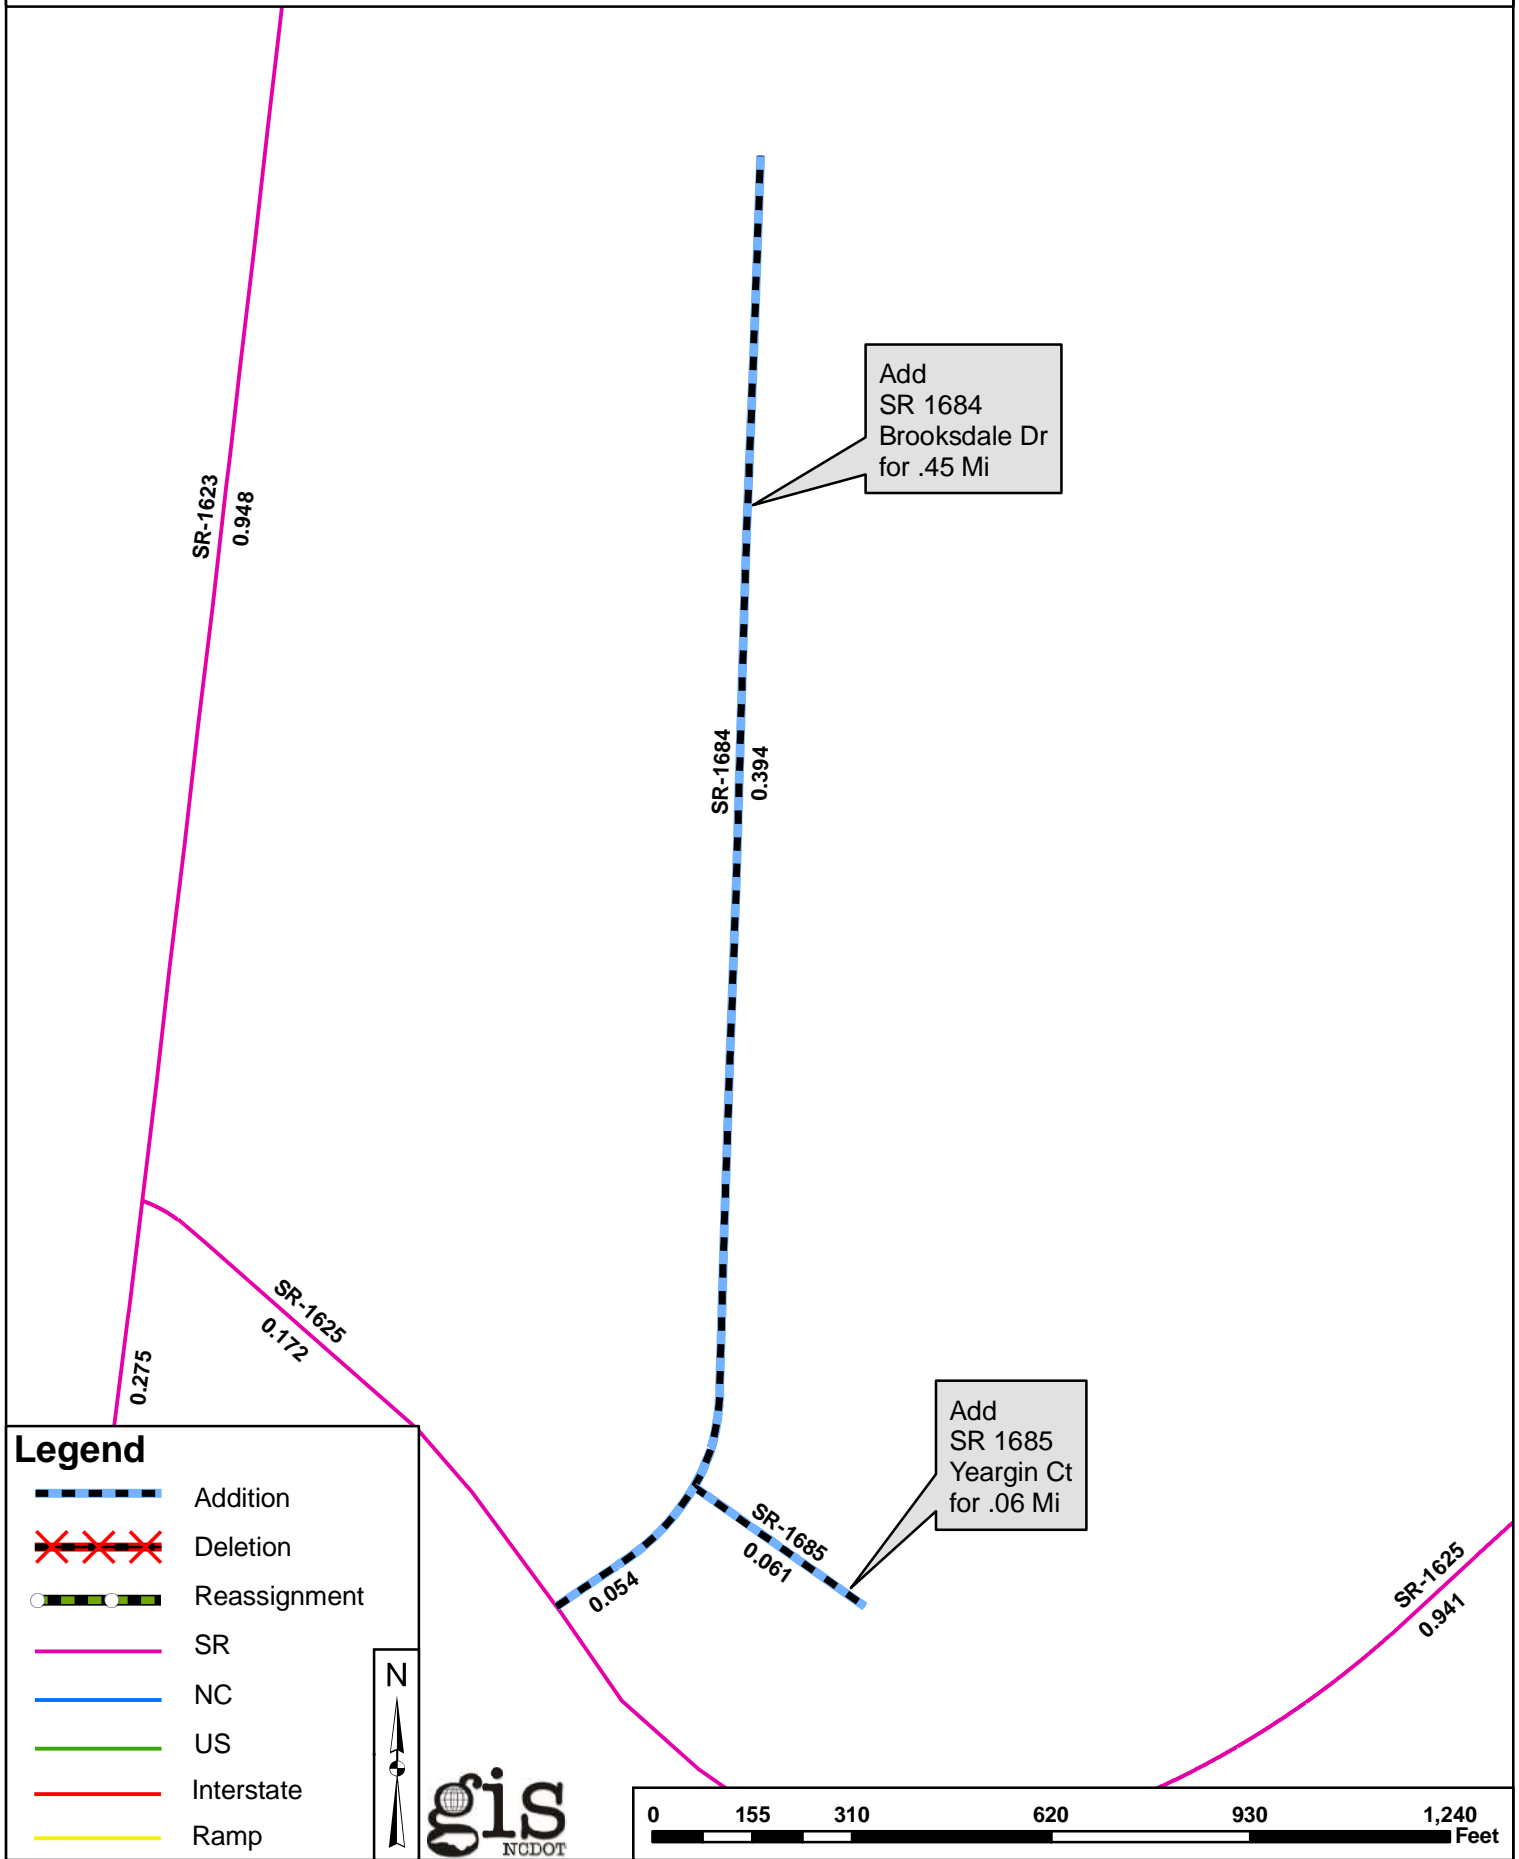 Add
SR 1684
Brooksdale Dr
for .45 Mi
SR-1623
0.948
SR-1684
0.394
SR-1625
0.172
0.275
Add
SR 1685
Yeargin Ct
for .06 Mi
SR-1685
0.061
0.054
SR-1625
0.941
Legend
Addition
Deletion
Reassignment
SR
NC
US
Interstate
Ramp
N
gis
NCDOT
0 155 310 620 930 1,240
Feet